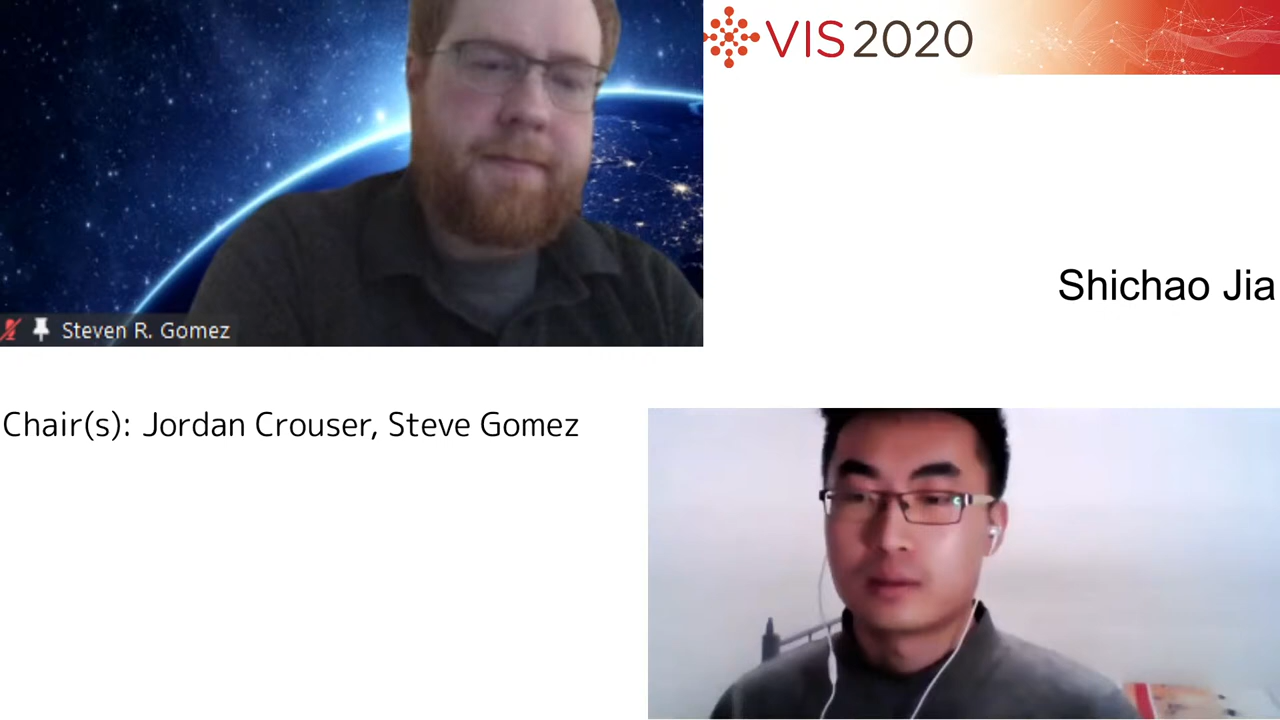 VIS2020
Shichao Jia
Steven R. Gomez
Chair(s): Jordan Crouser, Steve Gomez